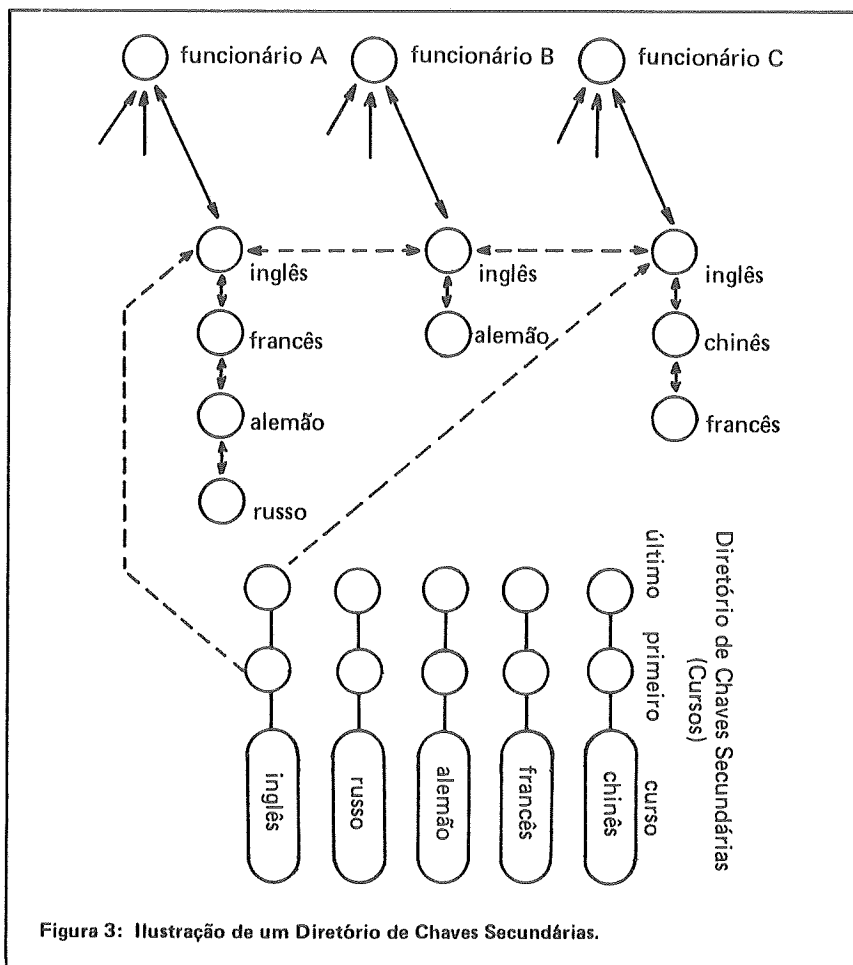 funcionário A
funcionário B
funcionário C
inglês
inglês
inglês
francês
alemão
chinês
alemão
francês
russo
último
primeiro
curso
Diretório de Chaves Secundárias
(Cursos)
inglês
russo
alemão
francês
chinês
Figura 3: Ilustração de um Diretório de Chaves Secundárias.